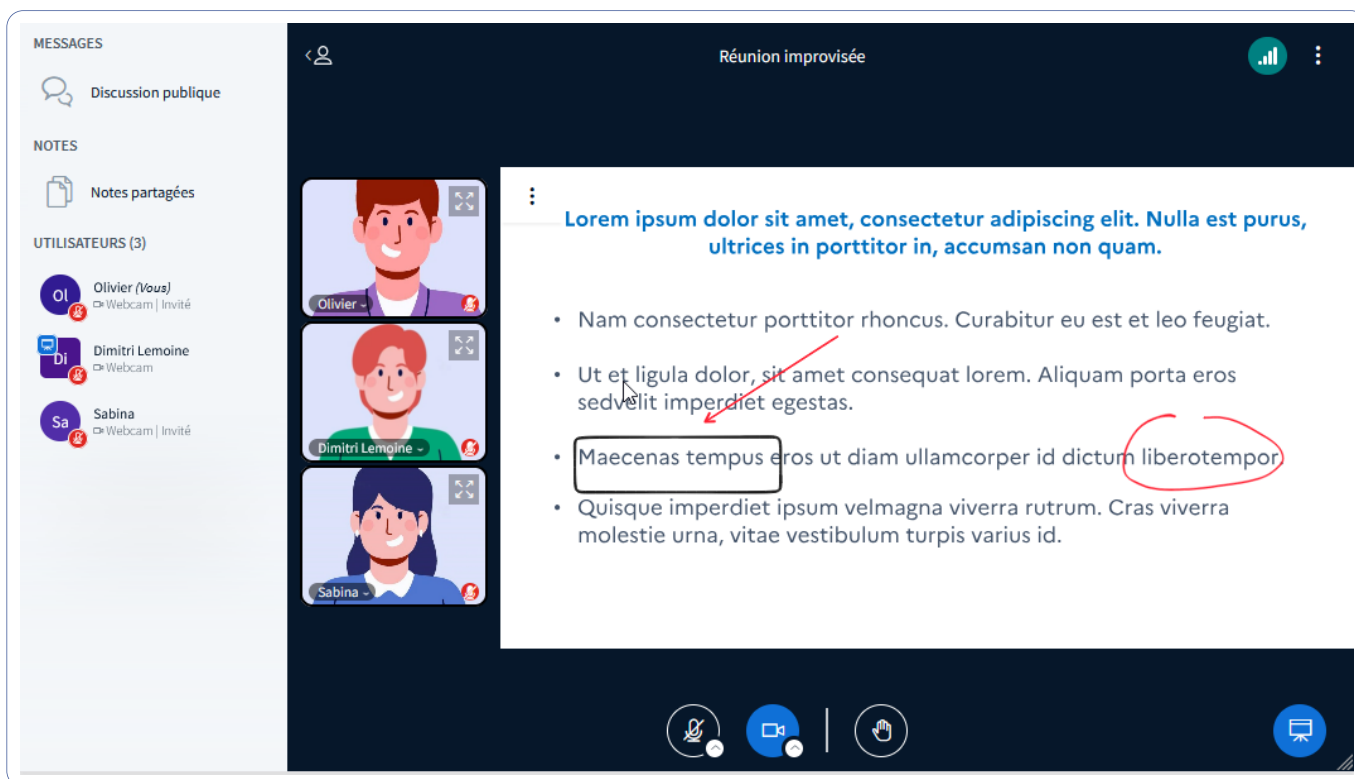 MESSAGES
Discussion publique
NOTES
Notes partagées
UTILISATEURS (3)
Ol
Olivier (Vous)
Webcam | Invité
Di
Dimitri Lemoine
Webcam
Sa
Sabina
Webcam | Invité
Réunion improvisée
Olivier
Dimitri Lemoine
Sabina
Lorem ipsum dolor sit amet, consectetur adipiscing elit. Nulla est purus,
ultrices in porttitor in, accumsan non quam.
• Nam consectetur porttitor rhoncus. Curabitur eu est et leo feugiat.
• Ut et ligula dolor, sit amet consequat lorem. Aliquam porta eros
sedvelit imperdiet egestas.
• Maecenas tempus eros ut diam ullamcorper id dictum liberotempor.
• Quisque imperdiet ipsum velmagna viverra rutrum. Cras viverra
molestie urna, vitae vestibulum turpis varius id.